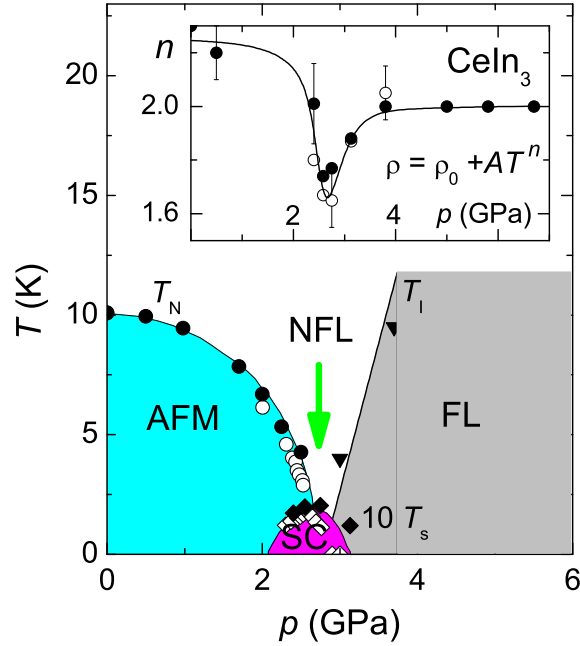 n
CeIn3
2.0
1.6
ρ = ρ0 +AT^n
2 4
p (GPa)
20
15
10
5
0
T (K)
TN
TI
NFL
AFM
FL
SC
10 Ts
0 2 4 6
p (GPa)